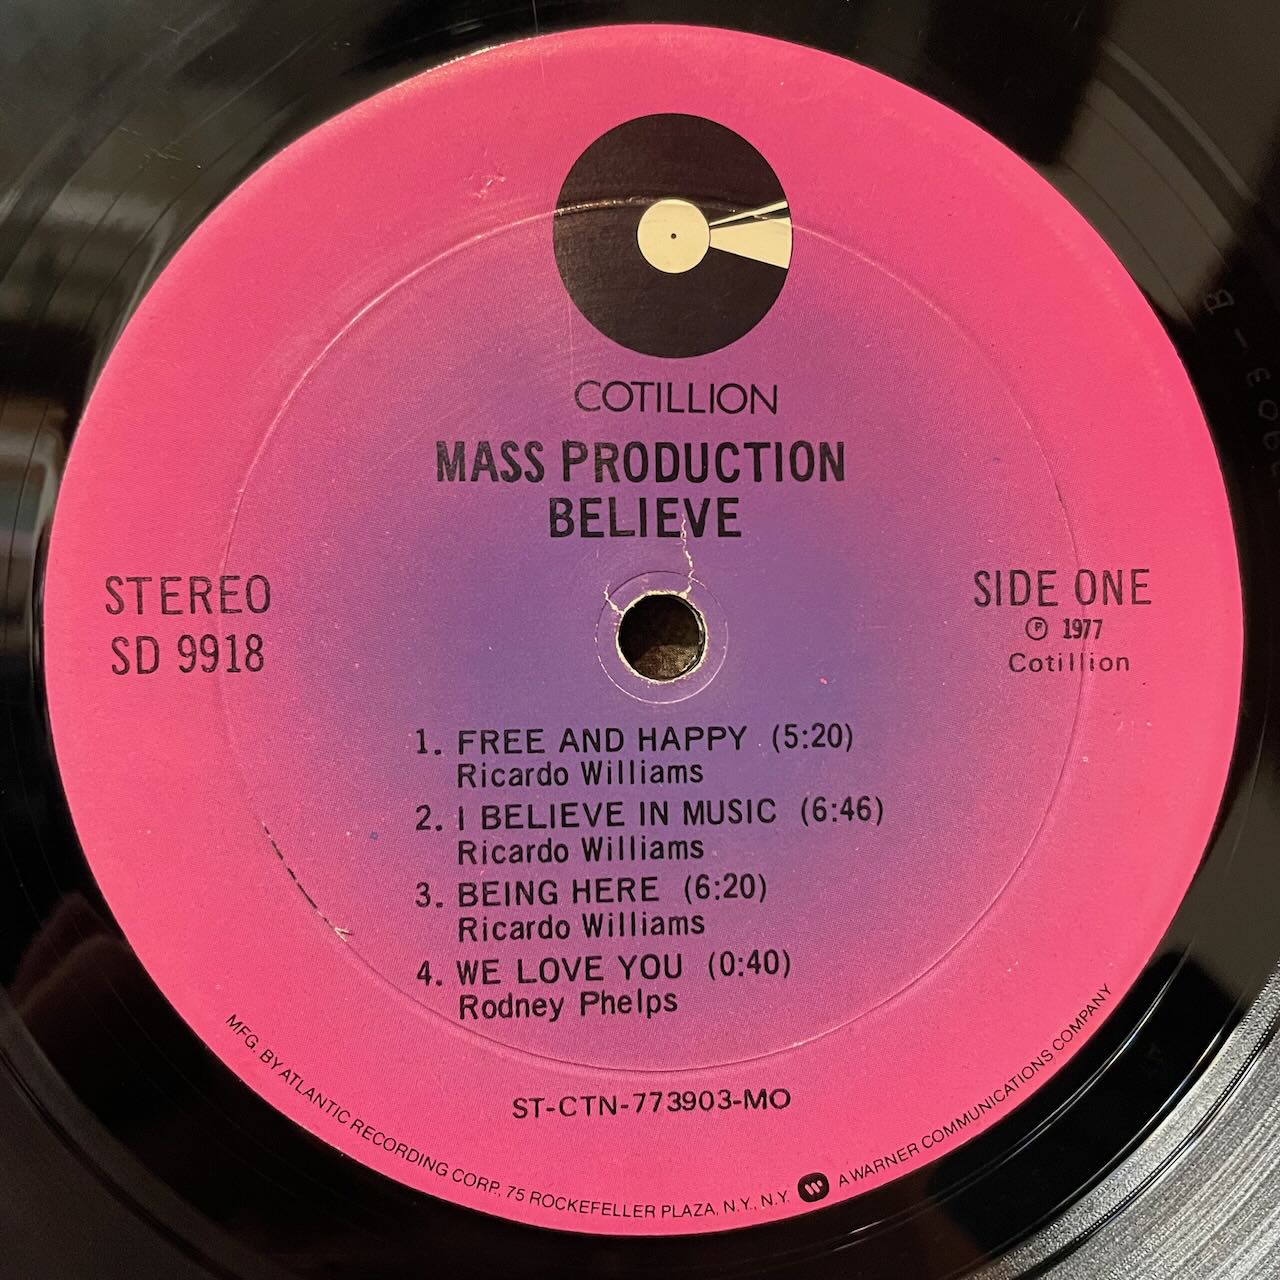 COTILLION
MASS PRODUCTION
BELIEVE
STEREO
SD 9918
SIDE ONE
Ⓟ 1977
Cotillion
1. FREE AND HAPPY (5:20)
Ricardo Williams
2. I BELIEVE IN MUSIC (6:46)
Ricardo Williams
3. BEING HERE (6:20)
Ricardo Williams
4. WE LOVE YOU (0:40)
Rodney Phelps
ST-CTN-773903-MO
MFG. BY ATLANTIC RECORDING CORP., 75 ROCKEFELLER PLAZA, N.Y., N.Y. A WARNER COMMUNICATIONS COMPANY